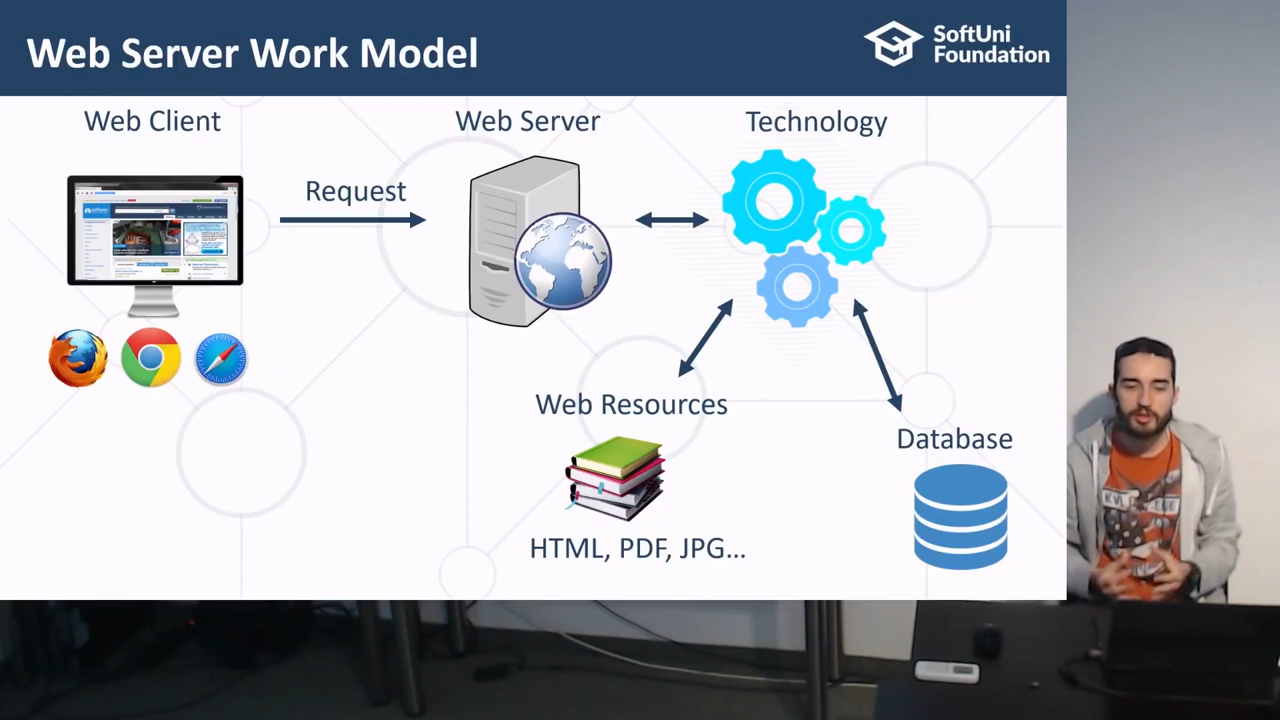 Web Server Work Model
SoftUni
Foundation
Web Client
Web Server
Technology
Request
Web Resources
Database
HTML, PDF, JPG...